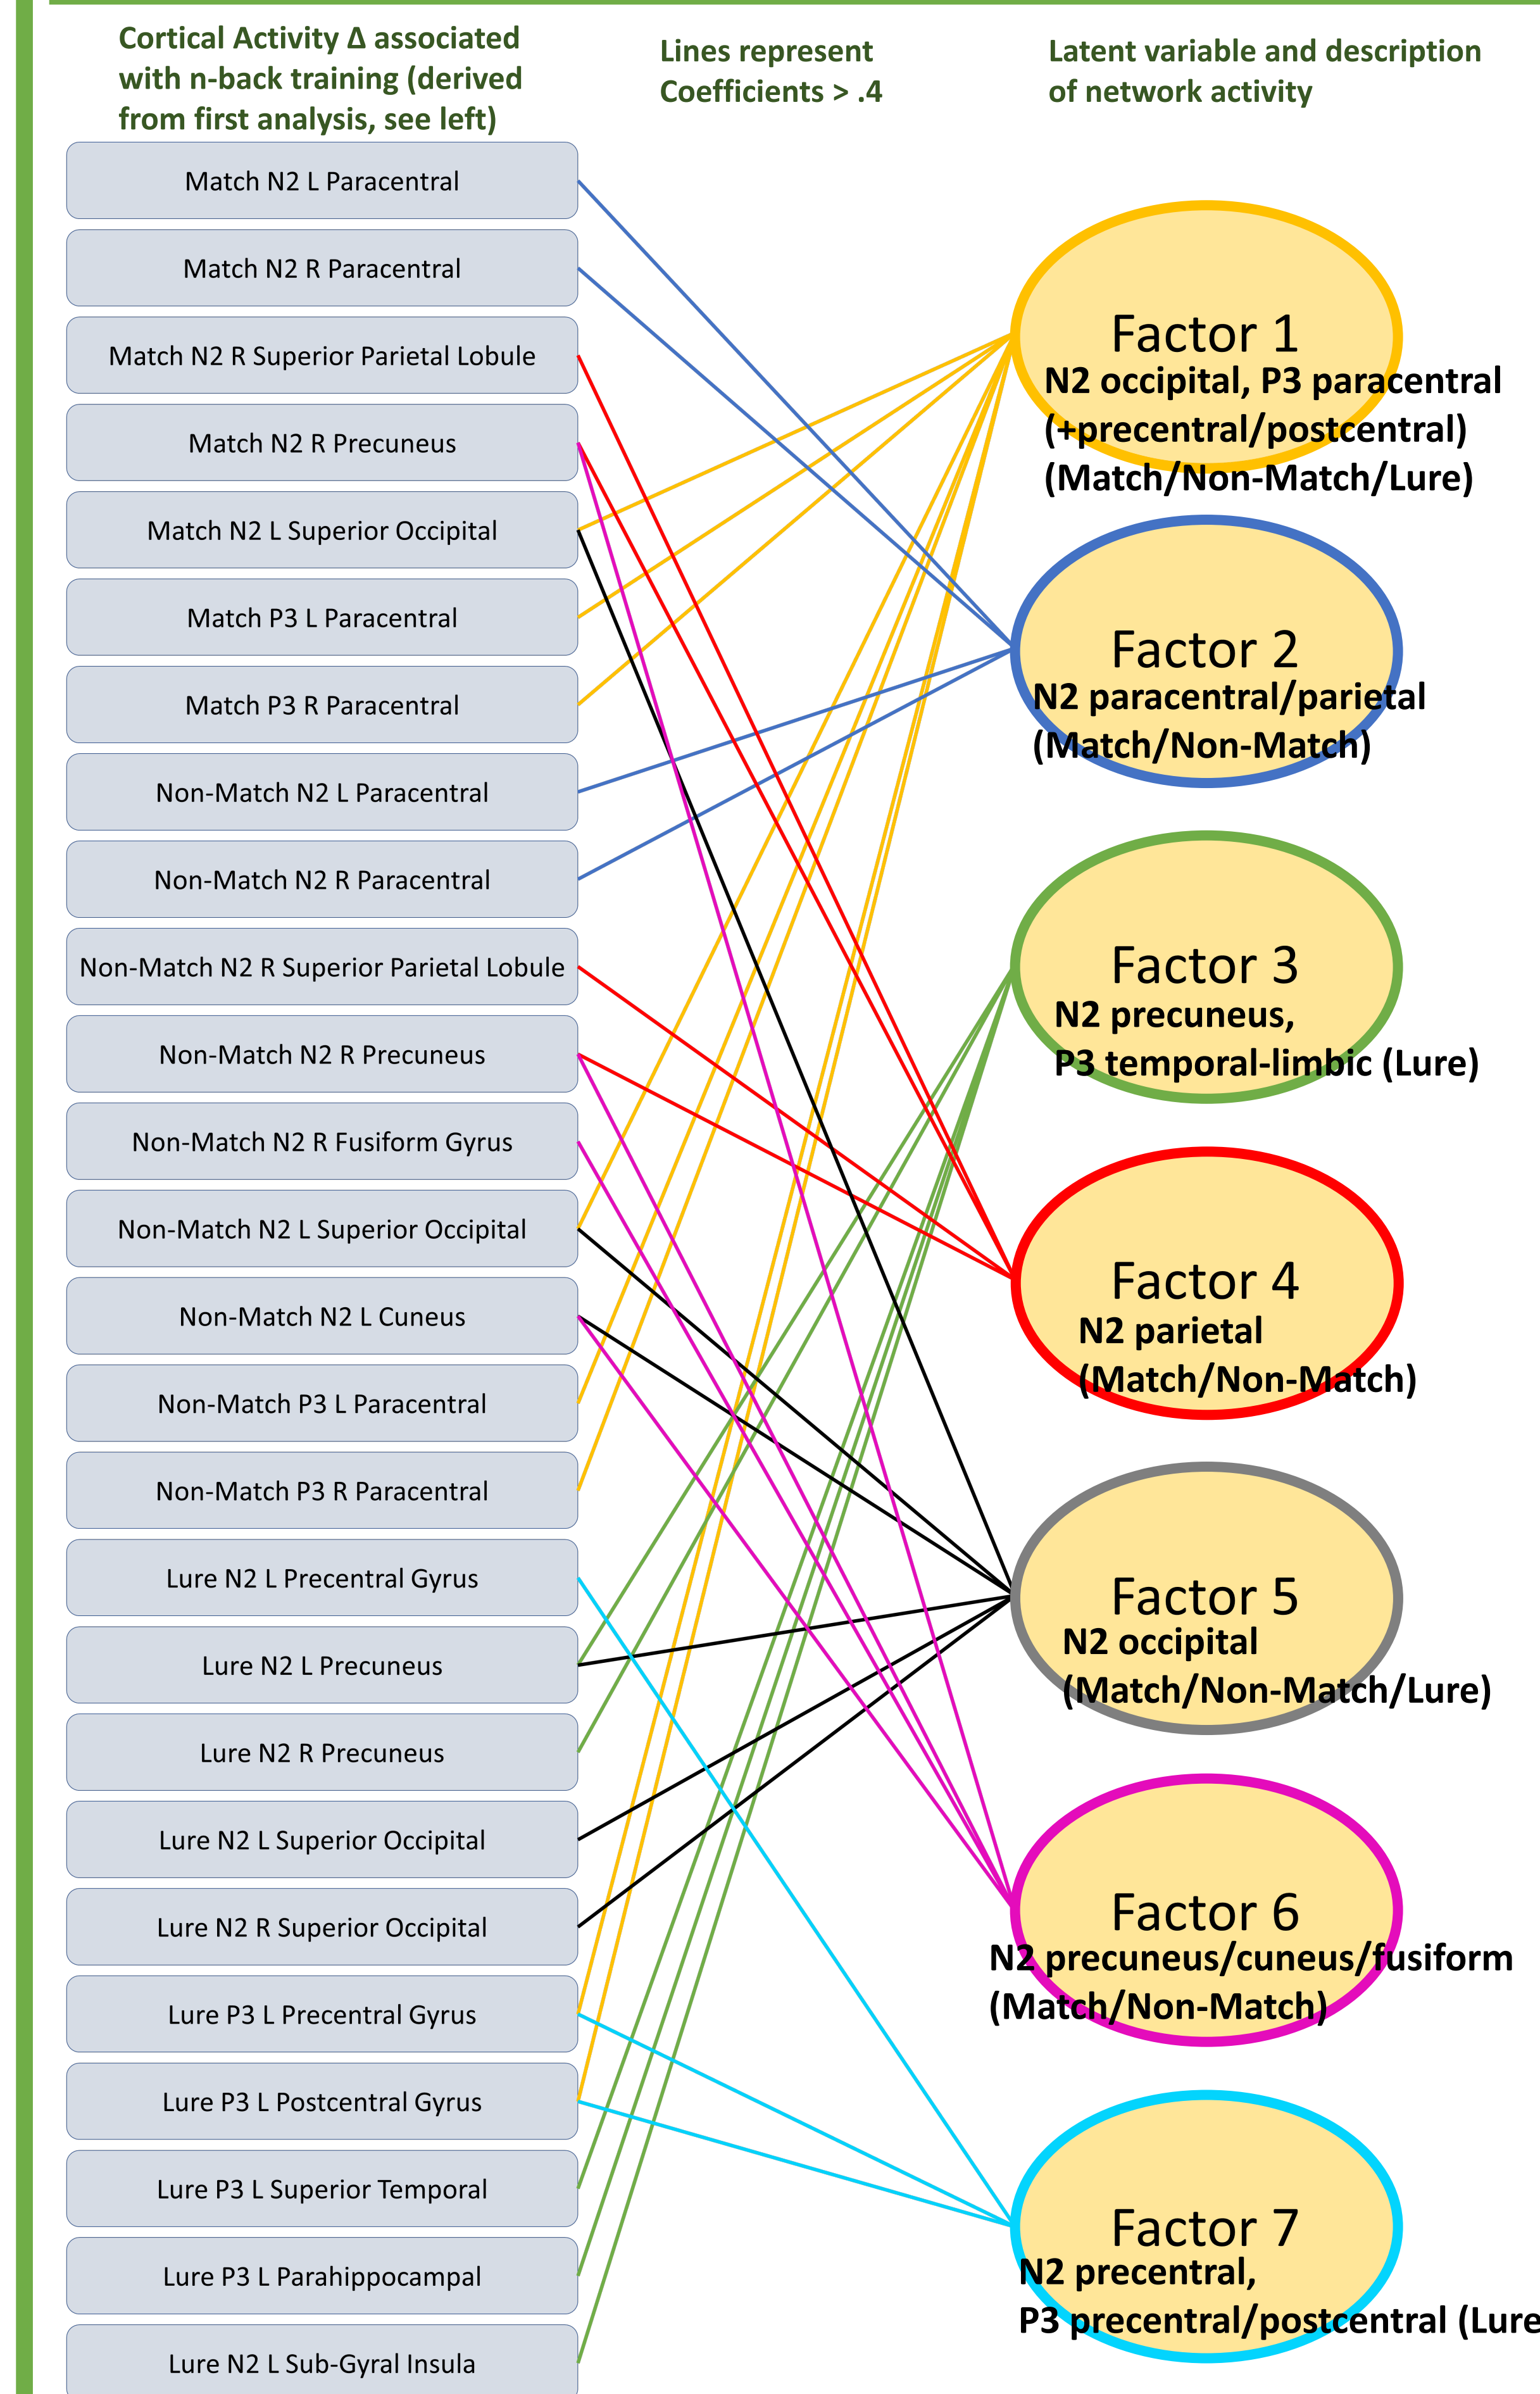 Cortical Activity Δ associated
with n-back training (derived
from first analysis, see left)
Lines represent
Coefficients > .4
Latent variable and description
of network activity
Match N2 L Paracentral
Match N2 R Paracentral
Match N2 R Superior Parietal Lobule
Match N2 R Precuneus
Match N2 L Superior Occipital
Match P3 L Paracentral
Match P3 R Paracentral
Non-Match N2 L Paracentral
Non-Match N2 R Paracentral
Non-Match N2 R Superior Parietal Lobule
Non-Match N2 R Precuneus
Non-Match N2 R Fusiform Gyrus
Non-Match N2 L Superior Occipital
Non-Match N2 L Cuneus
Non-Match P3 L Paracentral
Non-Match P3 R Paracentral
Lure N2 L Precentral Gyrus
Lure N2 L Precuneus
Lure N2 R Precuneus
Lure N2 L Superior Occipital
Lure N2 R Superior Occipital
Lure P3 L Precentral Gyrus
Lure P3 L Postcentral Gyrus
Lure P3 L Superior Temporal
Lure P3 L Parahippocampal
Lure N2 L Sub-Gyral Insula
Factor 1
N2 occipital, P3 paracentral
(+precentral/postcentral)
(Match/Non-Match/Lure)
Factor 2
N2 paracentral/parietal
(Match/Non-Match)
Factor 3
N2 precuneus,
P3 temporal-limbic (Lure)
Factor 4
N2 parietal
(Match/Non-Match)
Factor 5
N2 occipital
(Match/Non-Match/Lure)
Factor 6
N2 precuneus/cuneus/fusiform
(Match/Non-Match)
Factor 7
N2 precentral,
P3 precentral/postcentral (Lure